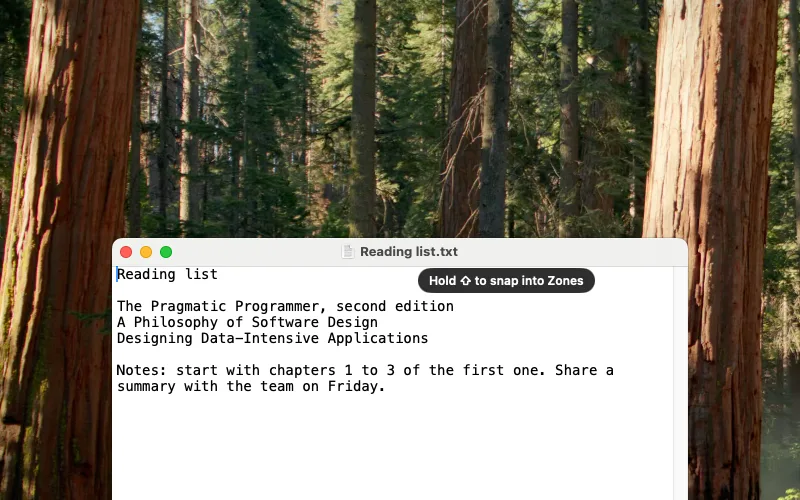 Reading list.txt
Reading list
Hold ⇧ to snap into Zones
The Pragmatic Programmer, second edition
A Philosophy of Software Design
Designing Data-Intensive Applications
Notes: start with chapters 1 to 3 of the first one. Share a
summary with the team on Friday.